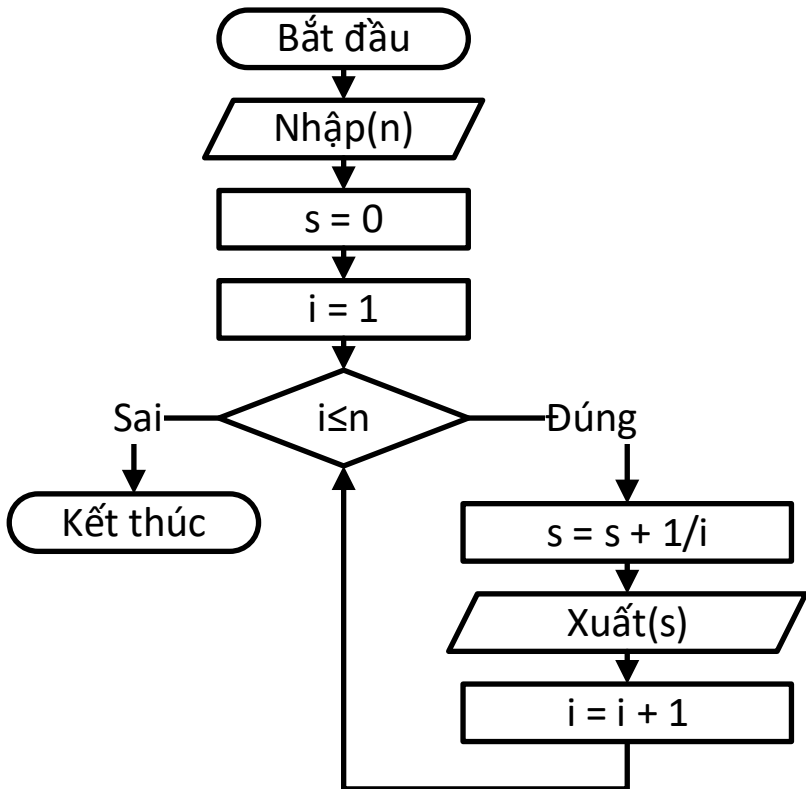 Bắt đầu
Nhập(n)
s = 0
i = 1
Sai
i≤n
Đúng
Kết thúc
s = s + 1/i
Xuất(s)
i = i + 1